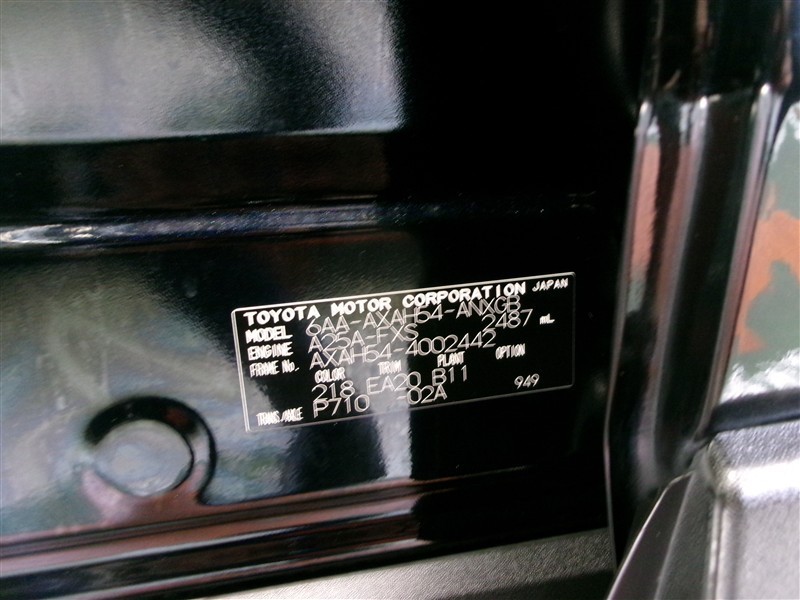 TOYOTA MOTOR CORPORATION JAPAN
MODEL 6AA-AXAH54-ANXGB
ENGINE A25A-FXS 2487 mL
FRAME No. AXAH54-4002442
COLOR TRIM PLANT OPTION
218 EA20 B11
TRANS./AXLE P710 -02A 949